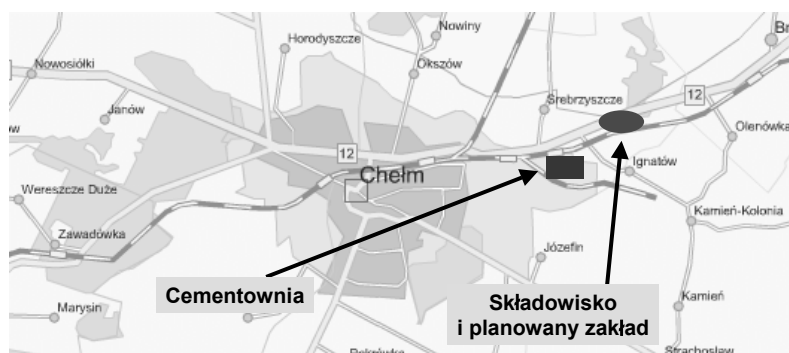 Nowiny
Horodyszcze
Br
Nowosiółki
Okszów
Janów
Srebrzyszcze
12
Olenówka
12
Chełm
Ignatów
Wereszcze Duże
Kamień-Kolonia
Zawadówka
Józefin
Cementownia
Składowisko
i planowany zakład
Kamień
Marysin
Strachosław